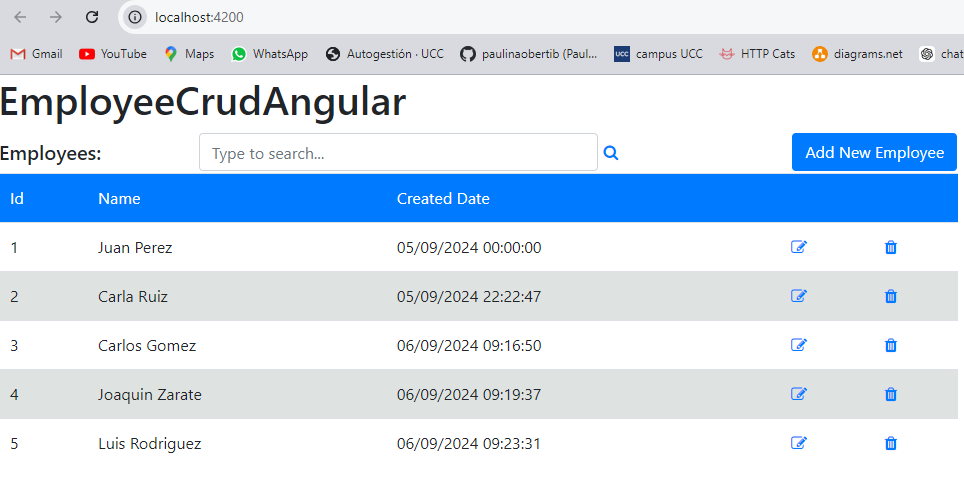 localhost:4200
Gmail YouTube Maps WhatsApp Autogestión · UCC paulinaobertib (Paul... campus UCC HTTP Cats diagrams.net chat
EmployeeCrudAngular
Employees: Type to search... Add New Employee
Id Name Created Date
1 Juan Perez 05/09/2024 00:00:00
2 Carla Ruiz 05/09/2024 22:22:47
3 Carlos Gomez 06/09/2024 09:16:50
4 Joaquin Zarate 06/09/2024 09:19:37
5 Luis Rodriguez 06/09/2024 09:23:31